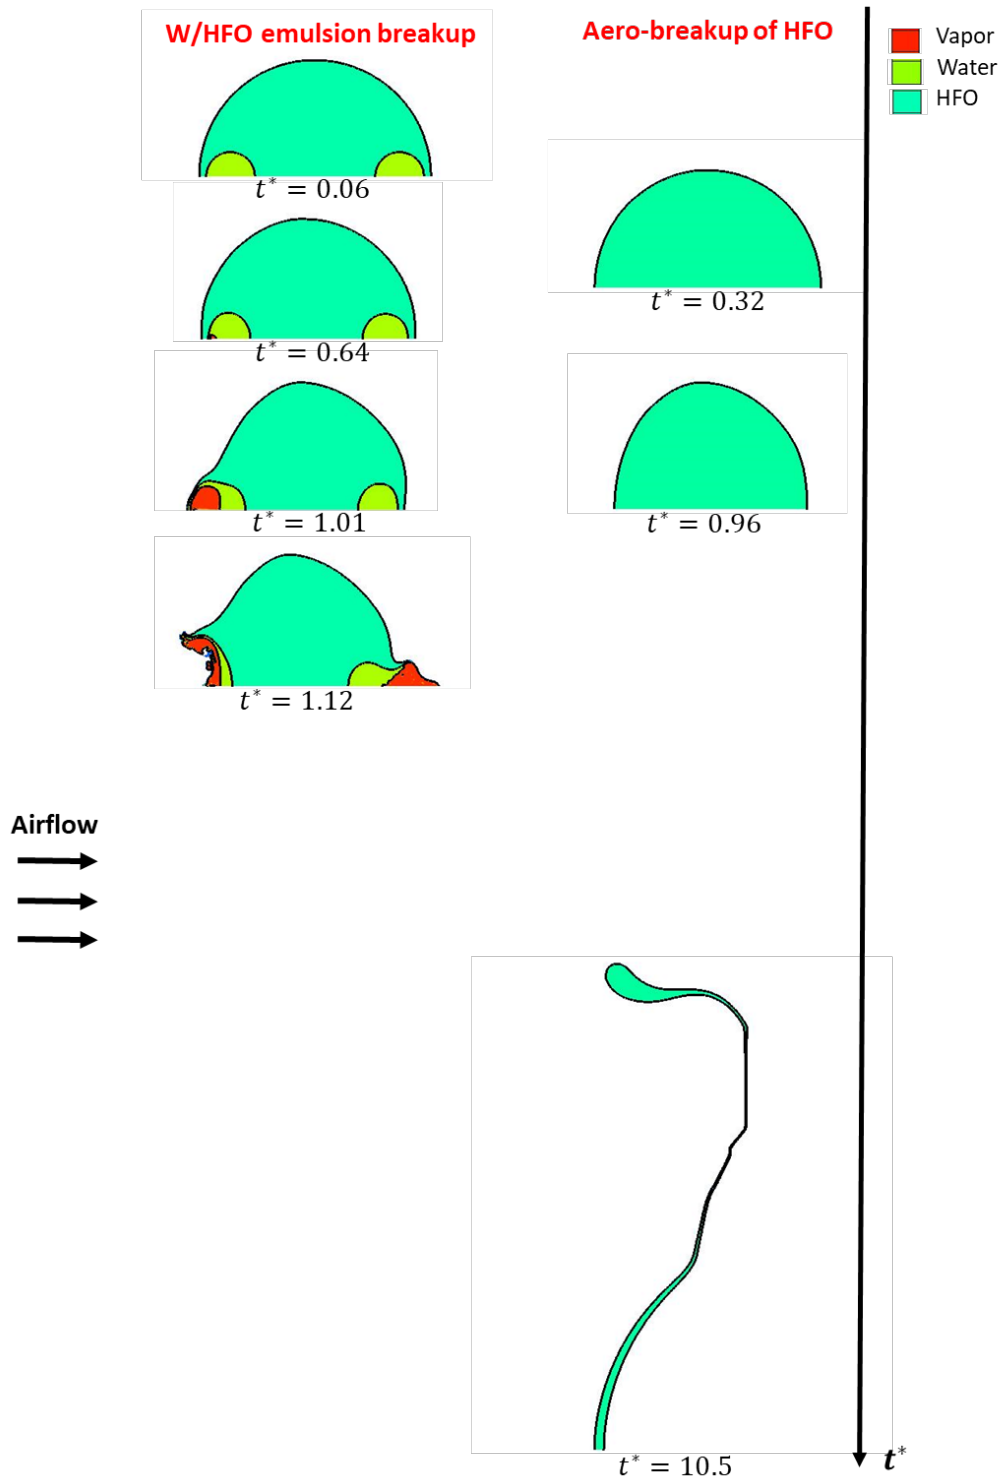 W/HFO emulsion breakup
Aero-breakup of HFO
Vapor
Water
HFO
t* = 0.06
t* = 0.32
t* = 0.64
t* = 1.01
t* = 0.96
t* = 1.12
Airflow
t* = 10.5
t*